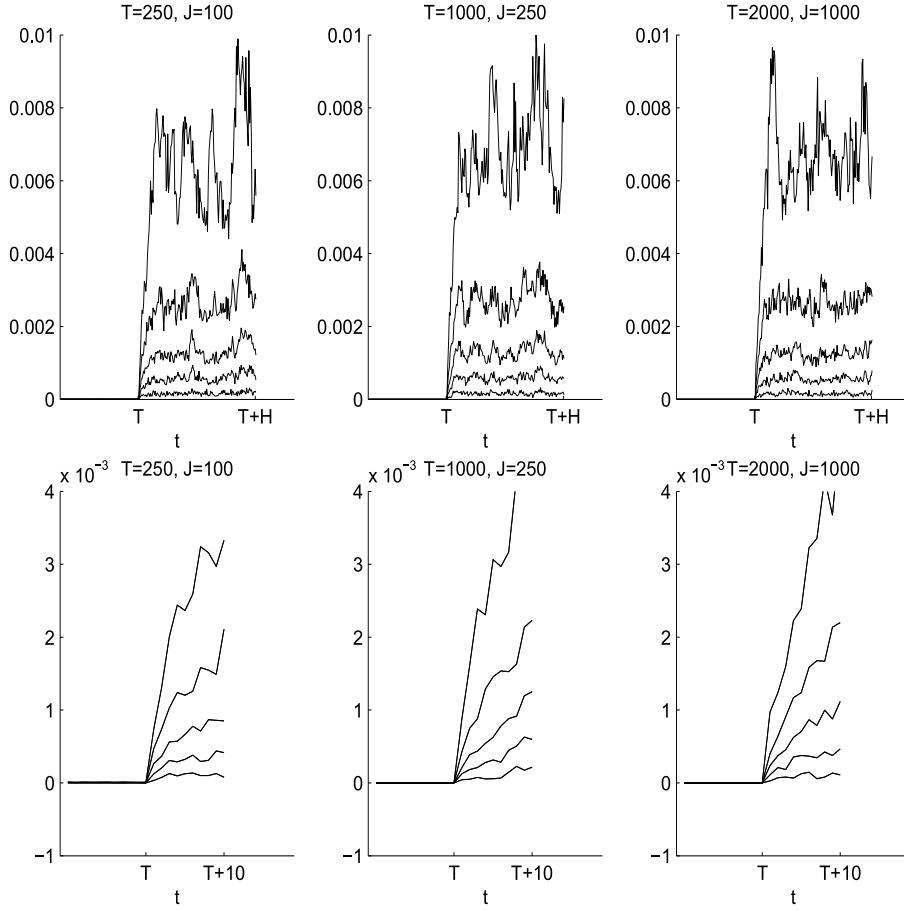 T=250, J=100
T=1000, J=250
T=2000, J=1000
0.01
0.008
0.006
0.004
0.002
0
T
T+H
t
0.01
0.008
0.006
0.004
0.002
0
T
T+H
t
0.01
0.008
0.006
0.004
0.002
0
T
T+H
t
x 10⁻³
T=250, J=100
x 10⁻³
T=1000, J=250
x 10⁻³
T=2000, J=1000
4
3
2
1
0
−1
T
T+10
t
4
3
2
1
0
−1
T
T+10
t
4
3
2
1
0
−1
T
T+10
t